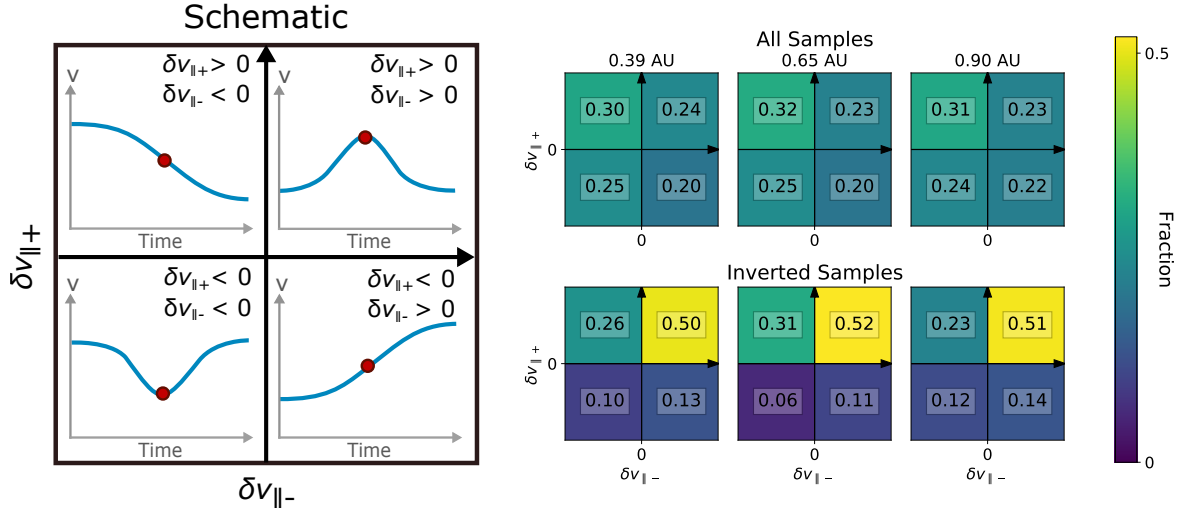 Schematic
δv∥+> 0
δv∥-< 0
V
Time
δv∥+> 0
δv∥-> 0
V
Time
δv∥+< 0
δv∥-< 0
V
Time
δv∥+< 0
δv∥-> 0
V
Time
δv∥+
δv∥-
All Samples
0.39 AU
0.65 AU
0.90 AU
0.30
0.24
0.25
0.20
0.32
0.23
0.25
0.20
0.31
0.23
0.24
0.22
δv∥+
0
0
0
0
Inverted Samples
0.26
0.50
0.10
0.13
0.31
0.52
0.06
0.11
0.23
0.51
0.12
0.14
δv∥+
0
0
0
0
δv∥−
δv∥−
δv∥−
0.5
0
Fraction